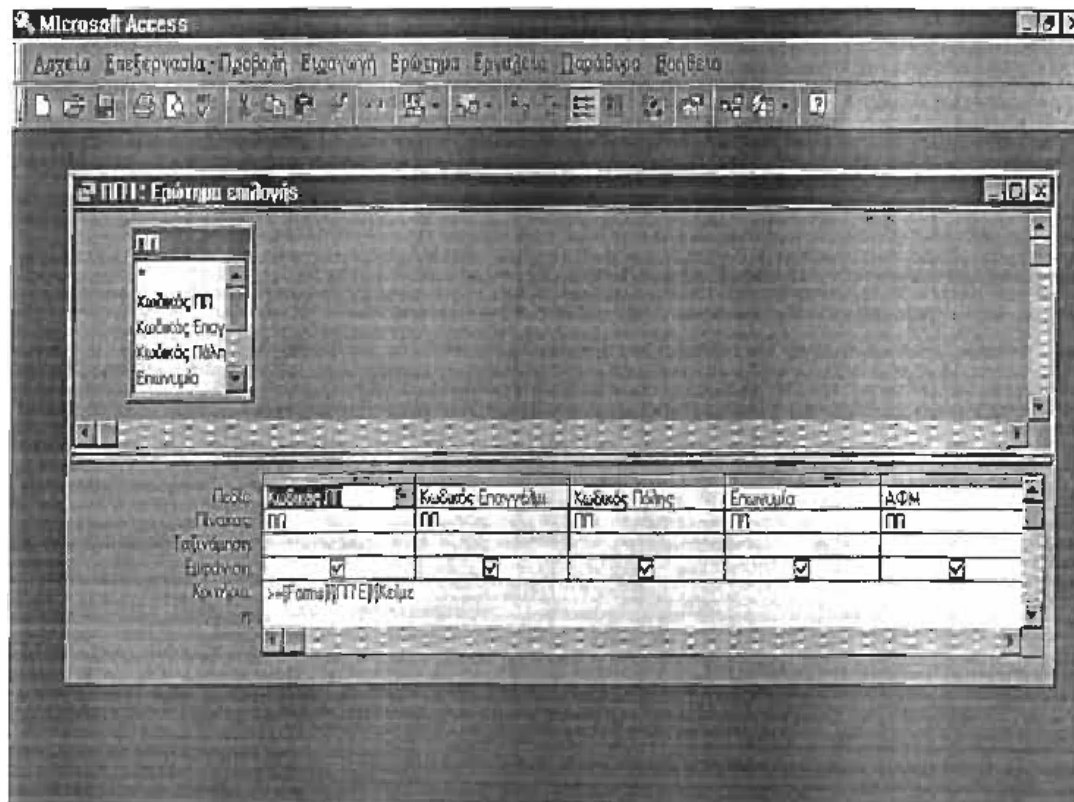 Microsoft Access
Αρχείο Επεξεργασία Προβολή Εισαγωγή Ερώτημα Εργαλεία Παράθυρο Βοήθεια
ΠΠ1: Ερώτημα επιλογής
ΠΠ
*
Κωδικός ΠΠ
Κωδικός Επαγ
Κωδικός Πόλη
Επωνυμία
Πεδίο: Κωδικός ΠΠ Κωδικός Επαγγέλμ Κωδικός Πόλης Επωνυμία ΑΦΜ
Πίνακας: ΠΠ ΠΠ ΠΠ ΠΠ ΠΠ
Ταξινόμηση:
Εμφάνιση:
Κριτήρια: >=[Forms]![ΠΓΕ]![Κείμε
ή: